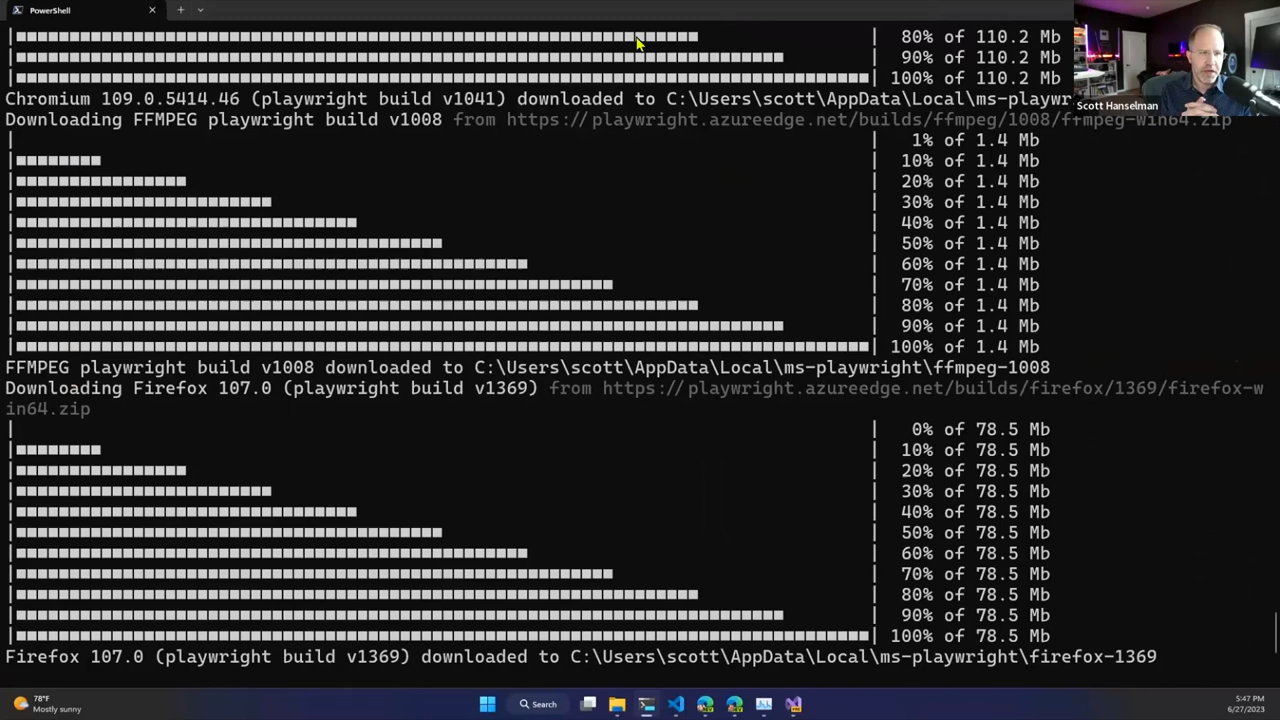 PowerShell
80% of 110.2 Mb
90% of 110.2 Mb
100% of 110.2 Mb
Scott Hanselman
Chromium 109.0.5414.46 (playwright build v1041) downloaded to C:\Users\scott\AppData\Local\ms-playwr
Downloading FFMPEG playwright build v1008 from https://playwright.azureedge.net/builds/ffmpeg/1008/ffmpeg-win64.zip
1% of 1.4 Mb
10% of 1.4 Mb
20% of 1.4 Mb
30% of 1.4 Mb
40% of 1.4 Mb
50% of 1.4 Mb
60% of 1.4 Mb
70% of 1.4 Mb
80% of 1.4 Mb
90% of 1.4 Mb
100% of 1.4 Mb
FFMPEG playwright build v1008 downloaded to C:\Users\scott\AppData\Local\ms-playwright\ffmpeg-1008
Downloading Firefox 107.0 (playwright build v1369) from https://playwright.azureedge.net/builds/firefox/1369/firefox-w
in64.zip
0% of 78.5 Mb
10% of 78.5 Mb
20% of 78.5 Mb
30% of 78.5 Mb
40% of 78.5 Mb
50% of 78.5 Mb
60% of 78.5 Mb
70% of 78.5 Mb
80% of 78.5 Mb
90% of 78.5 Mb
100% of 78.5 Mb
Firefox 107.0 (playwright build v1369) downloaded to C:\Users\scott\AppData\Local\ms-playwright\firefox-1369
78°F
Mostly sunny
Search
5:47 PM
6/27/2023